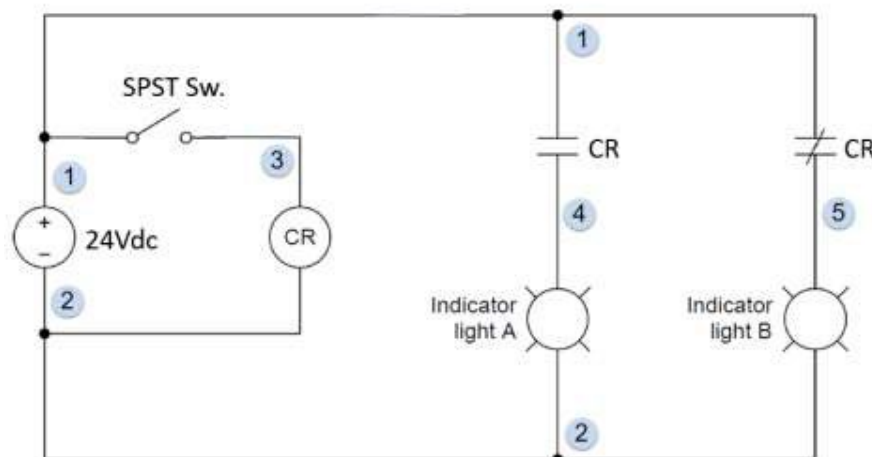 1
SPST Sw.
CR
CR
3
1
4
5
+
−
24Vdc
CR
2
Indicator
light A
Indicator
light B
2